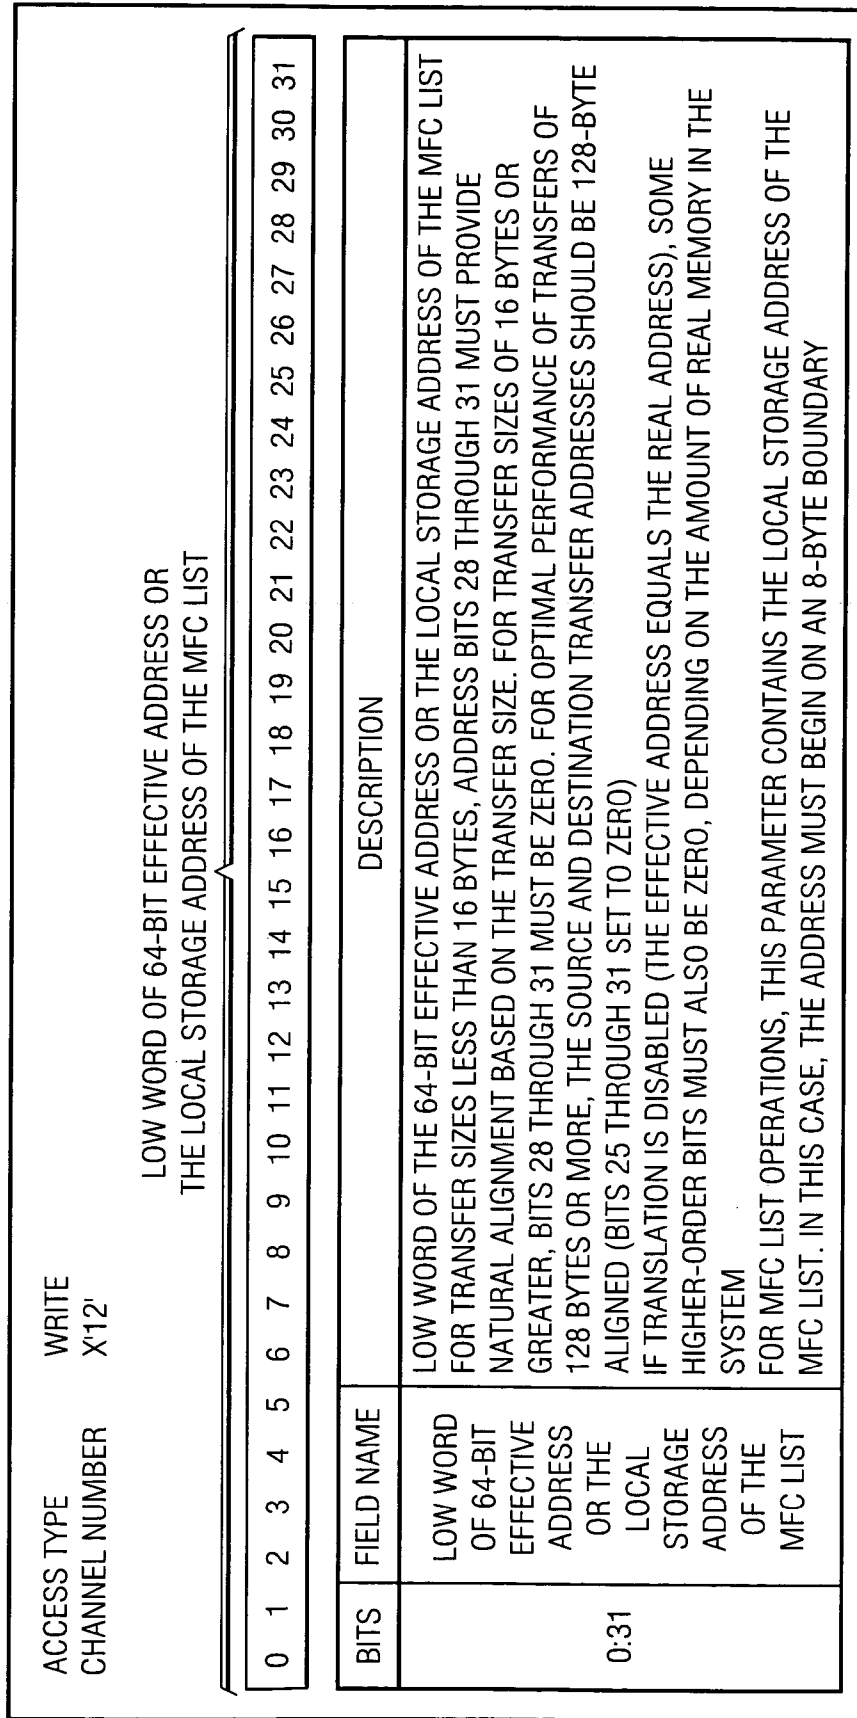 ACCESS TYPE WRITE
CHANNEL NUMBER X'12'
LOW WORD OF 64-BIT EFFECTIVE ADDRESS OR
THE LOCAL STORAGE ADDRESS OF THE MFC LIST
0 1 2 3 4 5 6 7 8 9 10 11 12 13 14 15 16 17 18 19 20 21 22 23 24 25 26 27 28 29 30 31
BITS FIELD NAME DESCRIPTION
0:31
LOW WORD
OF 64-BIT
EFFECTIVE
ADDRESS
OR THE
LOCAL
STORAGE
ADDRESS
OF THE
MFC LIST
LOW WORD OF THE 64-BIT EFFECTIVE ADDRESS OR THE LOCAL STORAGE ADDRESS OF THE MFC LIST
FOR TRANSFER SIZES LESS THAN 16 BYTES, ADDRESS BITS 28 THROUGH 31 MUST PROVIDE
NATURAL ALIGNMENT BASED ON THE TRANSFER SIZE. FOR TRANSFER SIZES OF 16 BYTES OR
GREATER, BITS 28 THROUGH 31 MUST BE ZERO. FOR OPTIMAL PERFORMANCE OF TRANSFERS OF
128 BYTES OR MORE, THE SOURCE AND DESTINATION TRANSFER ADDRESSES SHOULD BE 128-BYTE
ALIGNED (BITS 25 THROUGH 31 SET TO ZERO)
IF TRANSLATION IS DISABLED (THE EFFECTIVE ADDRESS EQUALS THE REAL ADDRESS), SOME
HIGHER-ORDER BITS MUST ALSO BE ZERO, DEPENDING ON THE AMOUNT OF REAL MEMORY IN THE
SYSTEM
FOR MFC LIST OPERATIONS, THIS PARAMETER CONTAINS THE LOCAL STORAGE ADDRESS OF THE
MFC LIST. IN THIS CASE, THE ADDRESS MUST BEGIN ON AN 8-BYTE BOUNDARY